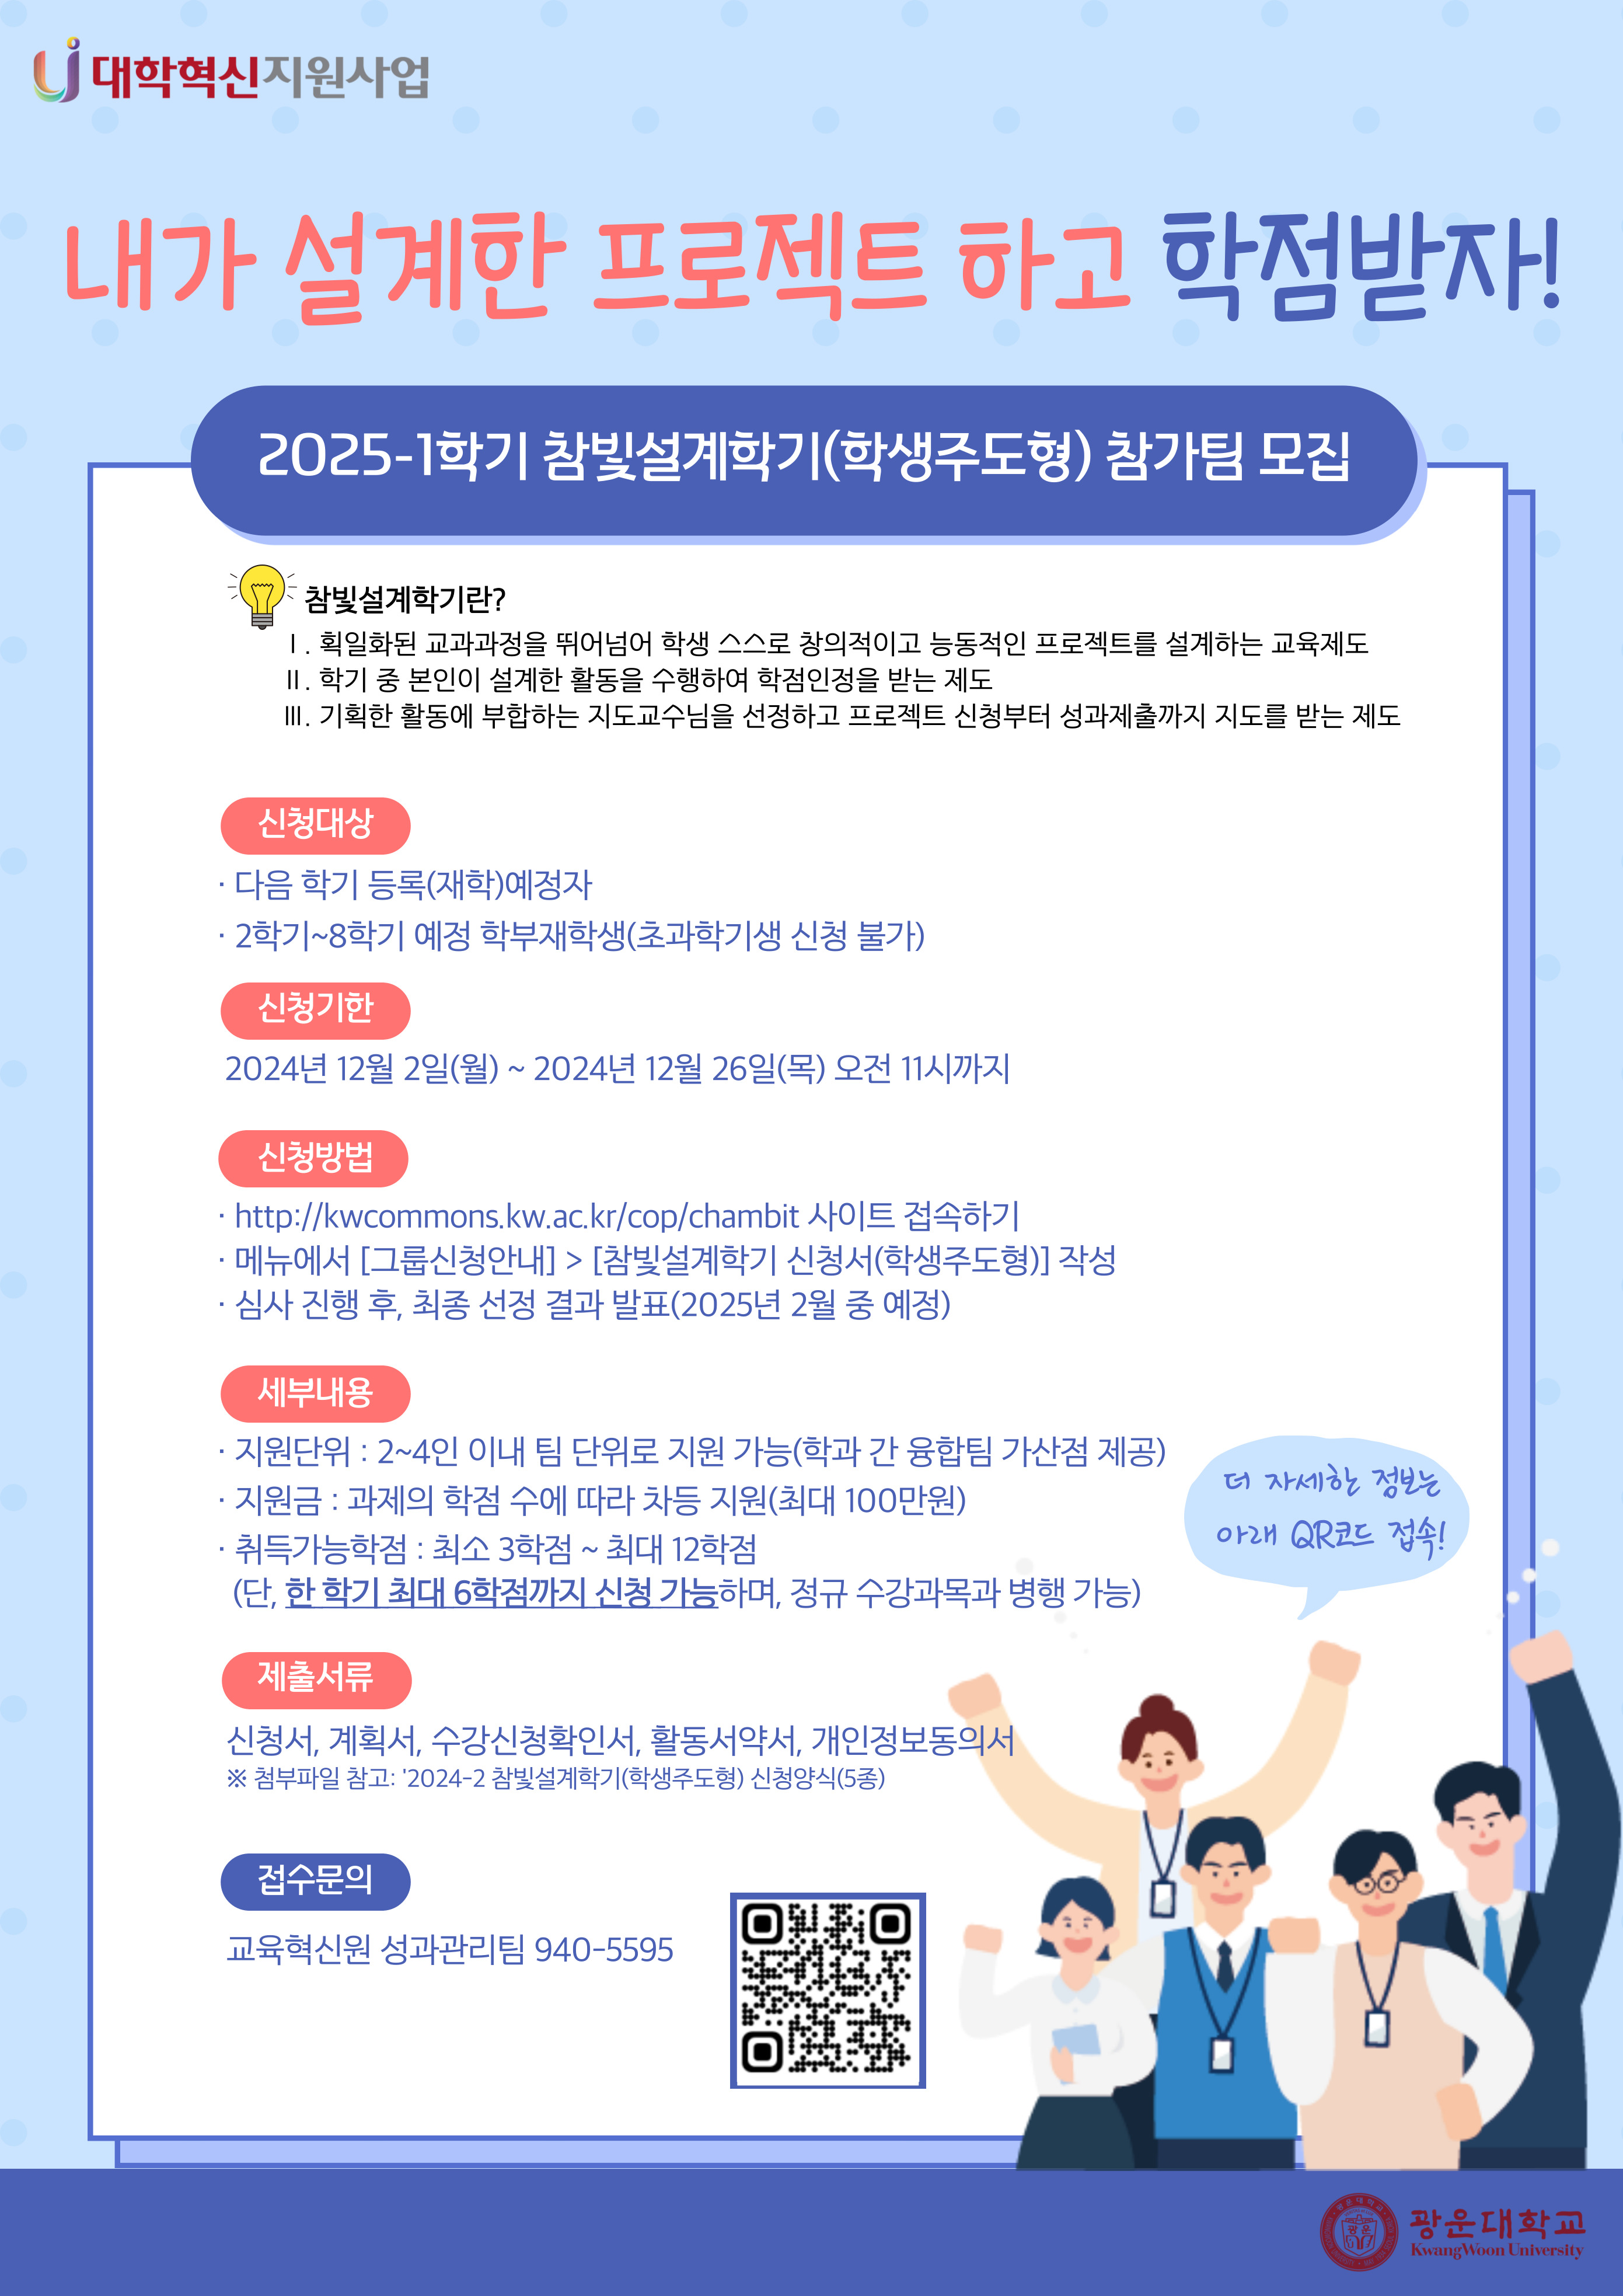 대학혁신지원사업
내가 설계한 프로젝트 하고 학점받자!
2025-1학기 참빛설계학기(학생주도형) 참가팀 모집
참빛설계학기란?
Ⅰ. 획일화된 교과과정을 뛰어넘어 학생 스스로 창의적이고 능동적인 프로젝트를 설계하는 교육제도
Ⅱ. 학기 중 본인이 설계한 활동을 수행하여 학점인정을 받는 제도
Ⅲ. 기획한 활동에 부합하는 지도교수님을 선정하고 프로젝트 신청부터 성과제출까지 지도를 받는 제도
신청대상
· 다음 학기 등록(재학)예정자
· 2학기~8학기 예정 학부재학생(초과학기생 신청 불가)
신청기한
2024년 12월 2일(월) ~ 2024년 12월 26일(목) 오전 11시까지
신청방법
· http://kwcommons.kw.ac.kr/cop/chambit 사이트 접속하기
· 메뉴에서 [그룹신청안내] > [참빛설계학기 신청서(학생주도형)] 작성
· 심사 진행 후, 최종 선정 결과 발표(2025년 2월 중 예정)
세부내용
· 지원단위 : 2~4인 이내 팀 단위로 지원 가능(학과 간 융합팀 가산점 제공)
· 지원금 : 과제의 학점 수에 따라 차등 지원(최대 100만원)
· 취득가능학점 : 최소 3학점 ~ 최대 12학점
(단, 한 학기 최대 6학점까지 신청 가능하며, 정규 수강과목과 병행 가능)
더 자세한 정보는
아래 QR코드 접속!
제출서류
신청서, 계획서, 수강신청확인서, 활동서약서, 개인정보동의서
※ 첨부파일 참고: '2024-2 참빛설계학기(학생주도형) 신청양식(5종)
접수문의
교육혁신원 성과관리팀 940-5595
광운
광운대학교
KwangWoon University